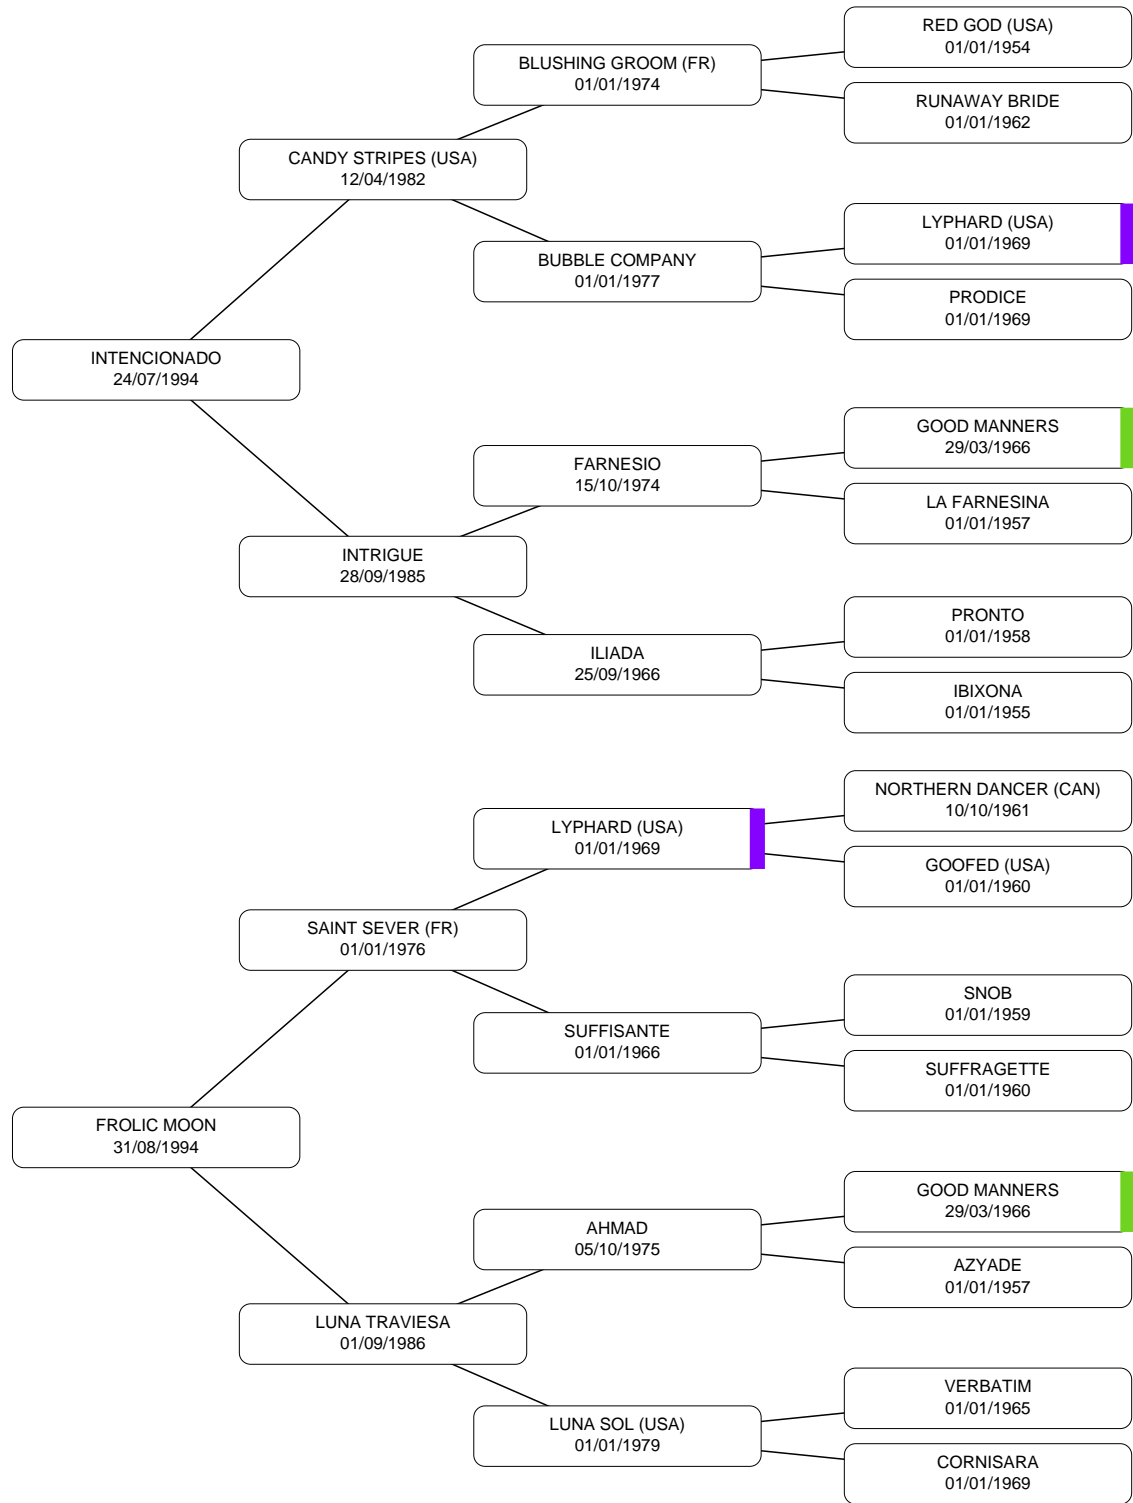 RED GOD (USA)
01/01/1954
BLUSHING GROOM (FR)
01/01/1974
RUNAWAY BRIDE
01/01/1962
CANDY STRIPES (USA)
12/04/1982
LYPHARD (USA)
01/01/1969
BUBBLE COMPANY
01/01/1977
PRODICE
01/01/1969
INTENCIONADO
24/07/1994
GOOD MANNERS
29/03/1966
FARNESIO
15/10/1974
LA FARNESINA
01/01/1957
INTRIGUE
28/09/1985
PRONTO
01/01/1958
ILIADA
25/09/1966
IBIXONA
01/01/1955
NORTHERN DANCER (CAN)
10/10/1961
LYPHARD (USA)
01/01/1969
GOOFED (USA)
01/01/1960
SAINT SEVER (FR)
01/01/1976
SNOB
01/01/1959
SUFFISANTE
01/01/1966
SUFFRAGETTE
01/01/1960
FROLIC MOON
31/08/1994
GOOD MANNERS
29/03/1966
AHMAD
05/10/1975
AZYADE
01/01/1957
LUNA TRAVIESA
01/09/1986
VERBATIM
01/01/1965
LUNA SOL (USA)
01/01/1979
CORNISARA
01/01/1969